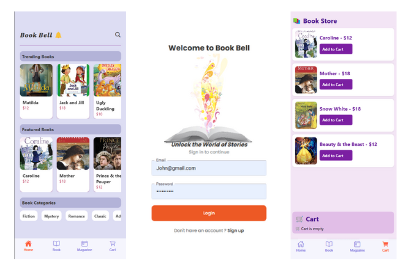 Book Bell
Trending Books
Matilda
$12
Jack and Jill
$18
Ugly
Duckling
Featured Books
Caroline
$12
Mother
$18
Prince & the
Pauper
Book Categories
Fiction
Mystery
Romance
Classic
Home
Book
Magazine
Cart
Welcome to Book Bell
Unlock the World of Stories
Sign in to continue
Email
John@gmail.com
Password
Login
Don't have an account ? Sign up
Book Store
Caroline - $12
Add to Cart
Mother - $18
Add to Cart
Snow White - $18
Add to Cart
Beauty & the Beast - $12
Add to Cart
Cart
Cart is empty
Home
Book
Magazine
Cart